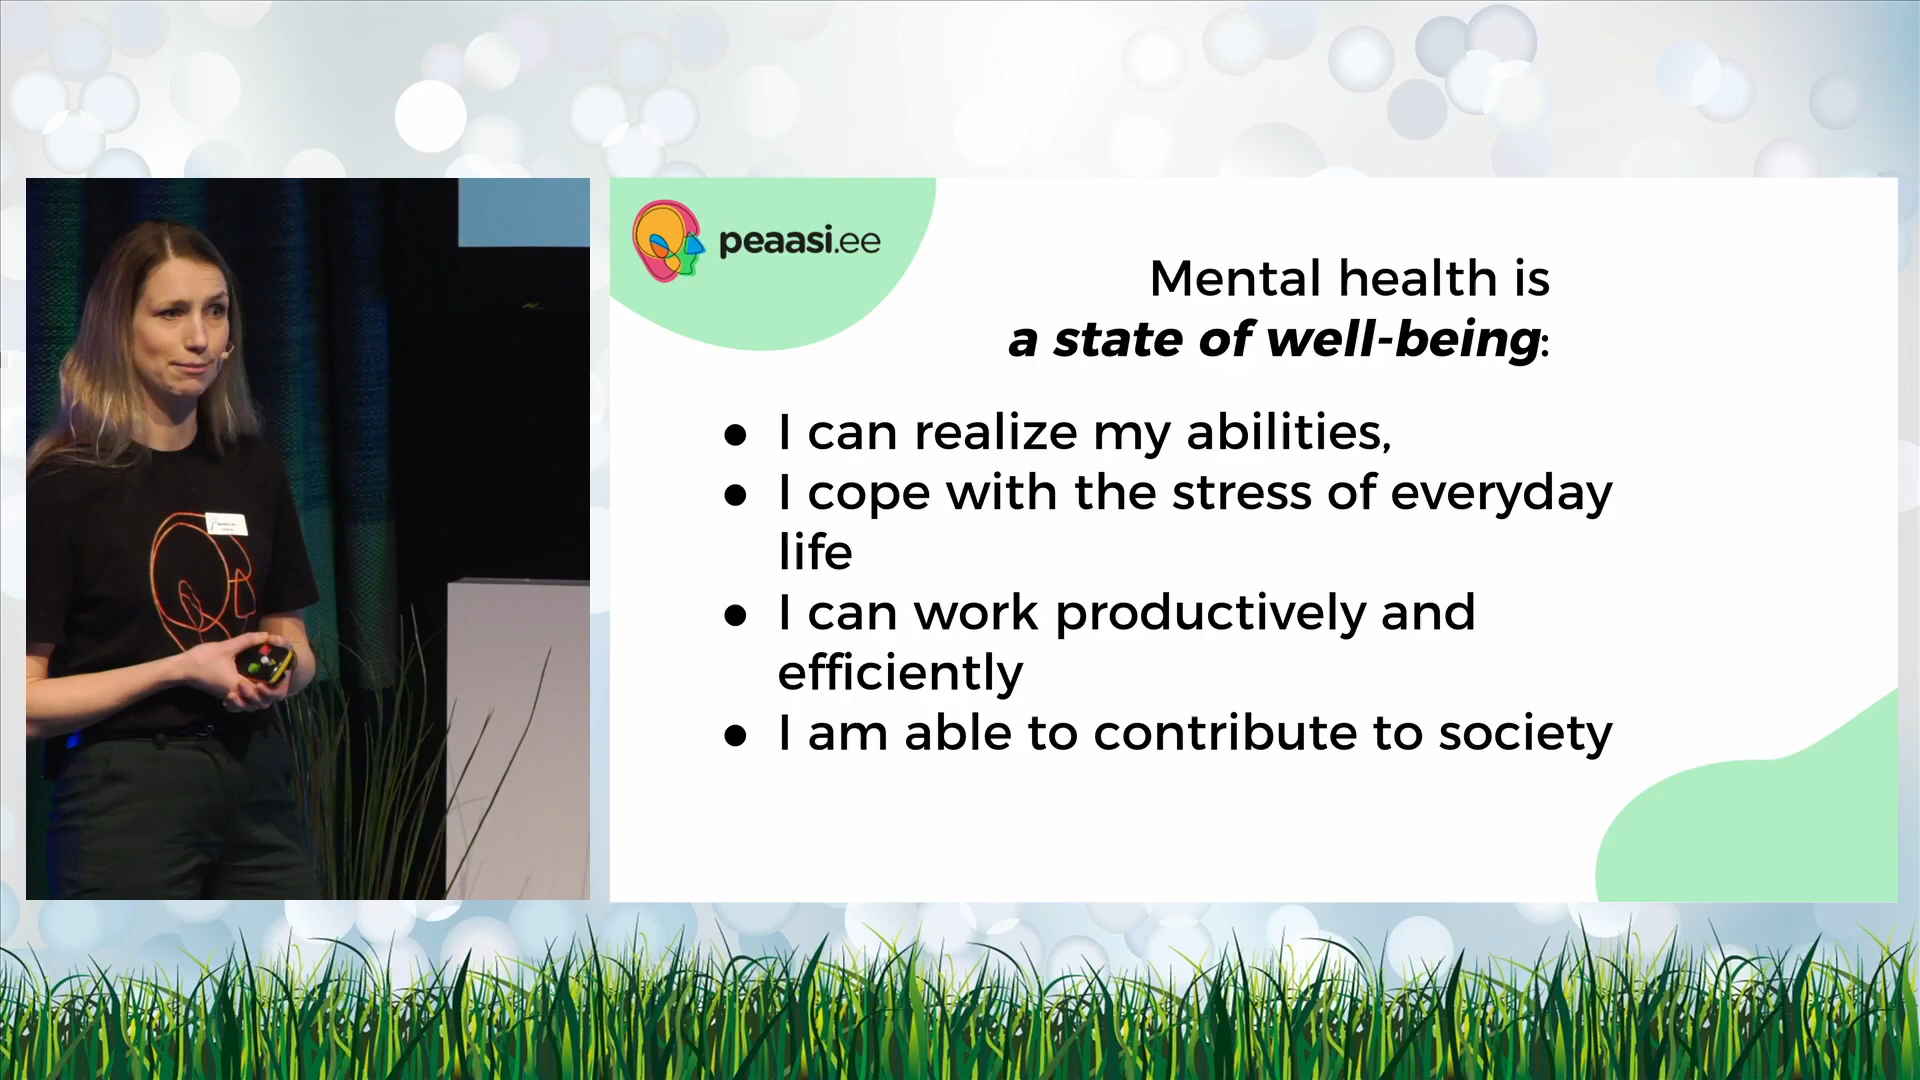 peaasi.ee
Mental health is
a state of well-being:
● I can realize my abilities,
● I cope with the stress of everyday
life
● I can work productively and
efficiently
● I am able to contribute to society